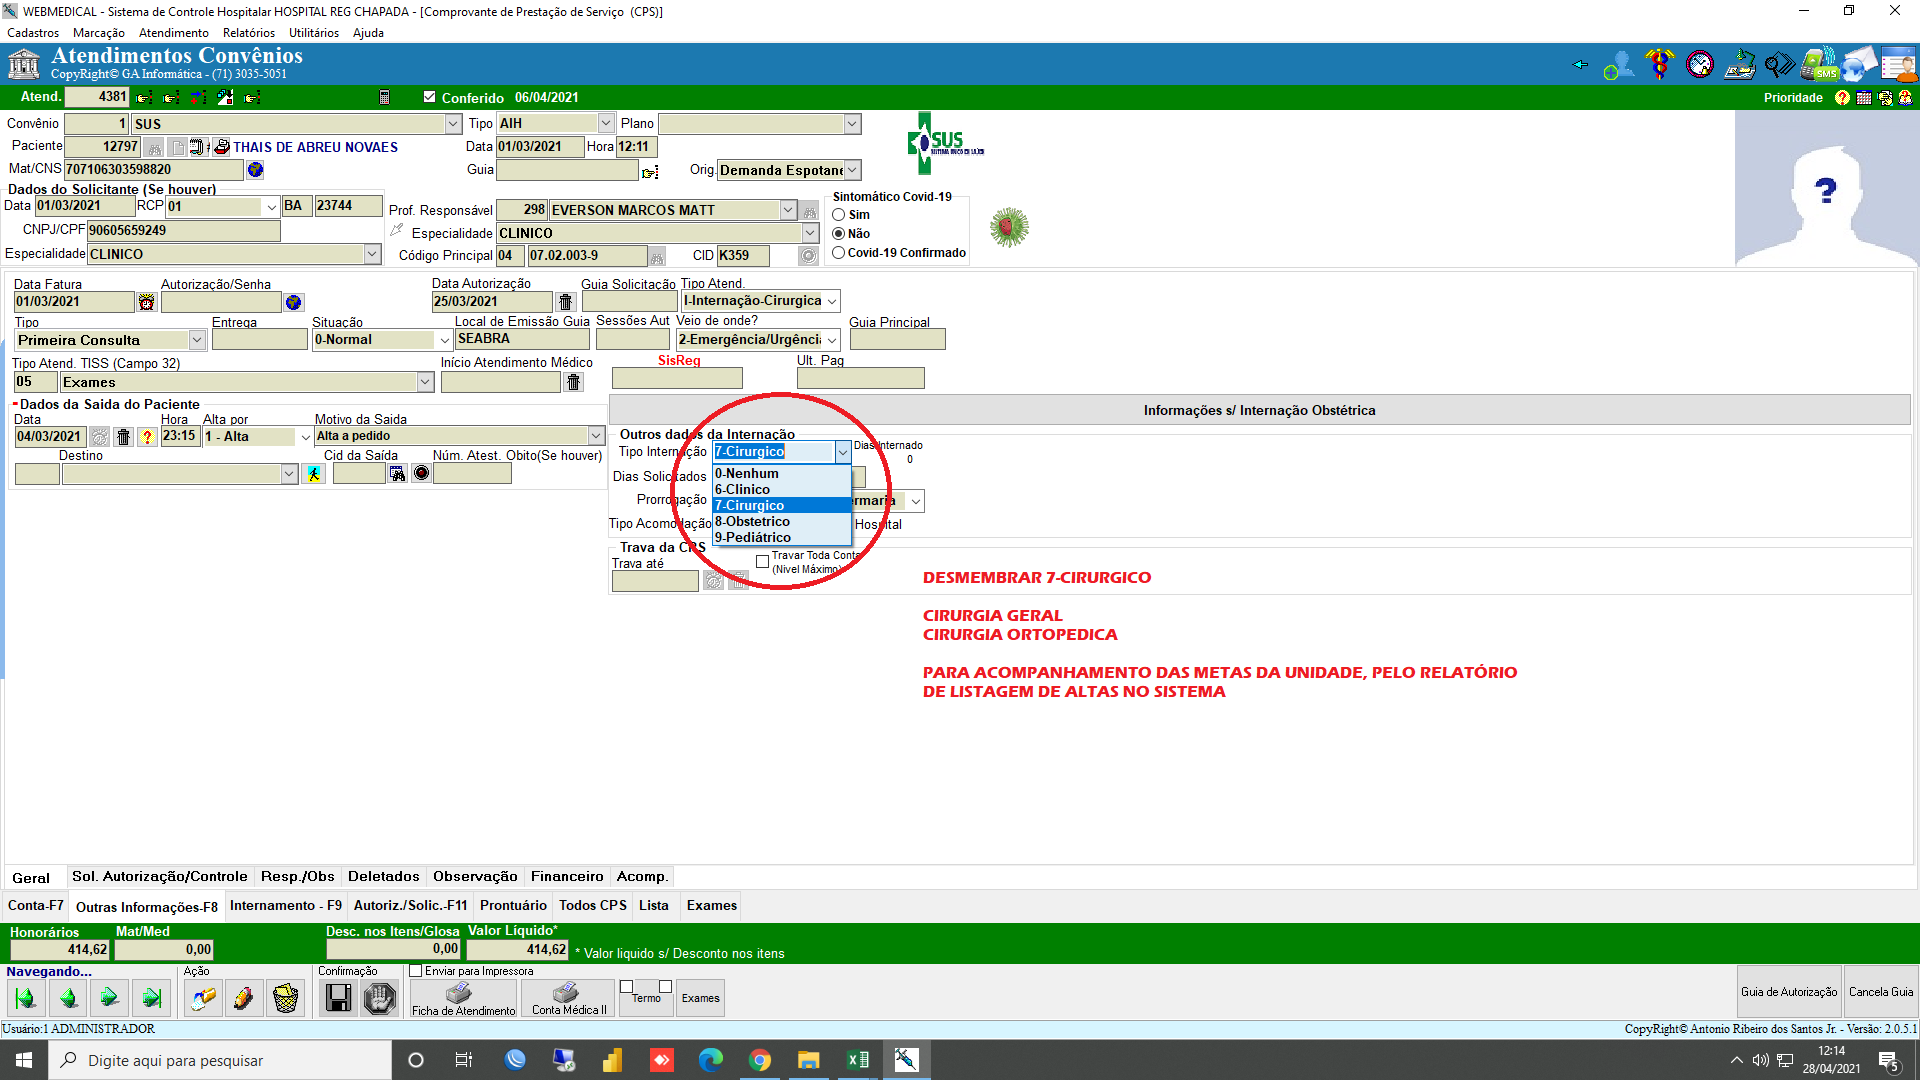 WEBMEDICAL - Sistema de Controle Hospitalar HOSPITAL REG CHAPADA - [Comprovante de Prestação de Serviço (CPS)]
Cadastros Marcação Atendimento Relatórios Utilitários Ajuda
Atendimentos Convênios
CopyRight© GA Informática - (71) 3035-5051
SMS
Atend. 4381 Conferido 06/04/2021 Prioridade
Convênio 1 SUS Tipo AIH Plano
Paciente 12797 THAIS DE ABREU NOVAES Data 01/03/2021 Hora 12:11
SUS
Mat/CNS 707106303598820 Guia Orig. Demanda Espotane
Dados do Solicitante (Se houver)
Data 01/03/2021 RCP 01 BA 23744
CNPJ/CPF 90605659249
Especialidade CLINICO
Prof. Responsável 298 EVERSON MARCOS MATT
Especialidade CLINICO
Código Principal 04 07.02.003-9 CID K359
Sintomático Covid-19
Sim
Não
Covid-19 Confirmado
Data Fatura Autorização/Senha Data Autorização Guia Solicitação Tipo Atend.
01/03/2021 25/03/2021 I-Internação-Cirurgica
Tipo Entrega Situação Local de Emissão Guia Sessões Aut Veio de onde? Guia Principal
Primeira Consulta 0-Normal SEABRA 2-Emergência/Urgênci
Tipo Atend. TISS (Campo 32) Início Atendimento Médico SisReg Ult. Pag
05 Exames
Dados da Saida do Paciente
Data Hora Alta por Motivo da Saida
04/03/2021 23:15 1 - Alta Alta a pedido
Destino Cid da Saída Núm. Atest. Obito(Se houver)
Informações s/ Internação Obstétrica
Outros dados da Internação
Tipo Internação 7-Cirurgico Dias Internado
0
Dias Solicitados
Prorrogação ermaria
Tipo Acomodação Hospital
0-Nenhum
6-Clinico
7-Cirurgico
8-Obstetrico
9-Pediátrico
Trava da CPS
Trava até
Travar Toda Conta
(Nivel Máximo)
DESMEMBRAR 7-CIRURGICO
CIRURGIA GERAL
CIRURGIA ORTOPEDICA
PARA ACOMPANHAMENTO DAS METAS DA UNIDADE, PELO RELATÓRIO
DE LISTAGEM DE ALTAS NO SISTEMA
Geral Sol. Autorização/Controle Resp./Obs Deletados Observação Financeiro Acomp.
Conta-F7 Outras Informações-F8 Internamento - F9 Autoriz./Solic.-F11 Prontuário Todos CPS Lista Exames
Honorários Mat/Med Desc. nos Itens/Glosa Valor Líquido*
414,62 0,00 0,00 414,62 * Valor liquido s/ Desconto nos itens
Navegando... Ação Confirmação Enviar para Impressora
Ficha de Atendimento Conta Médica II Termo Exames Guia de Autorização Cancela Guia
Usuário:1 ADMINISTRADOR CopyRight© Antonio Ribeiro dos Santos Jr. - Versão: 2.0.5.1
Digite aqui para pesquisar
12:14
28/04/2021
5